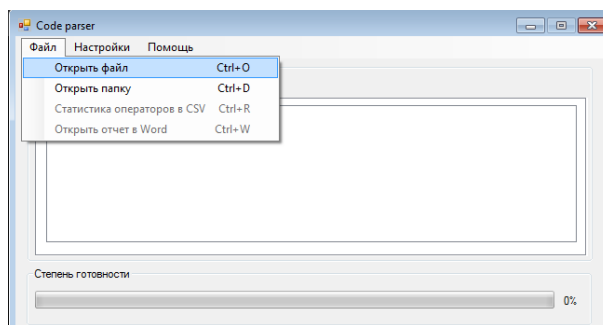 Code parser
Файл Настройки Помощь
Открыть файл Ctrl+O
Открыть папку Ctrl+D
Статистика операторов в CSV Ctrl+R
Открыть отчет в Word Ctrl+W
Степень готовности
0%